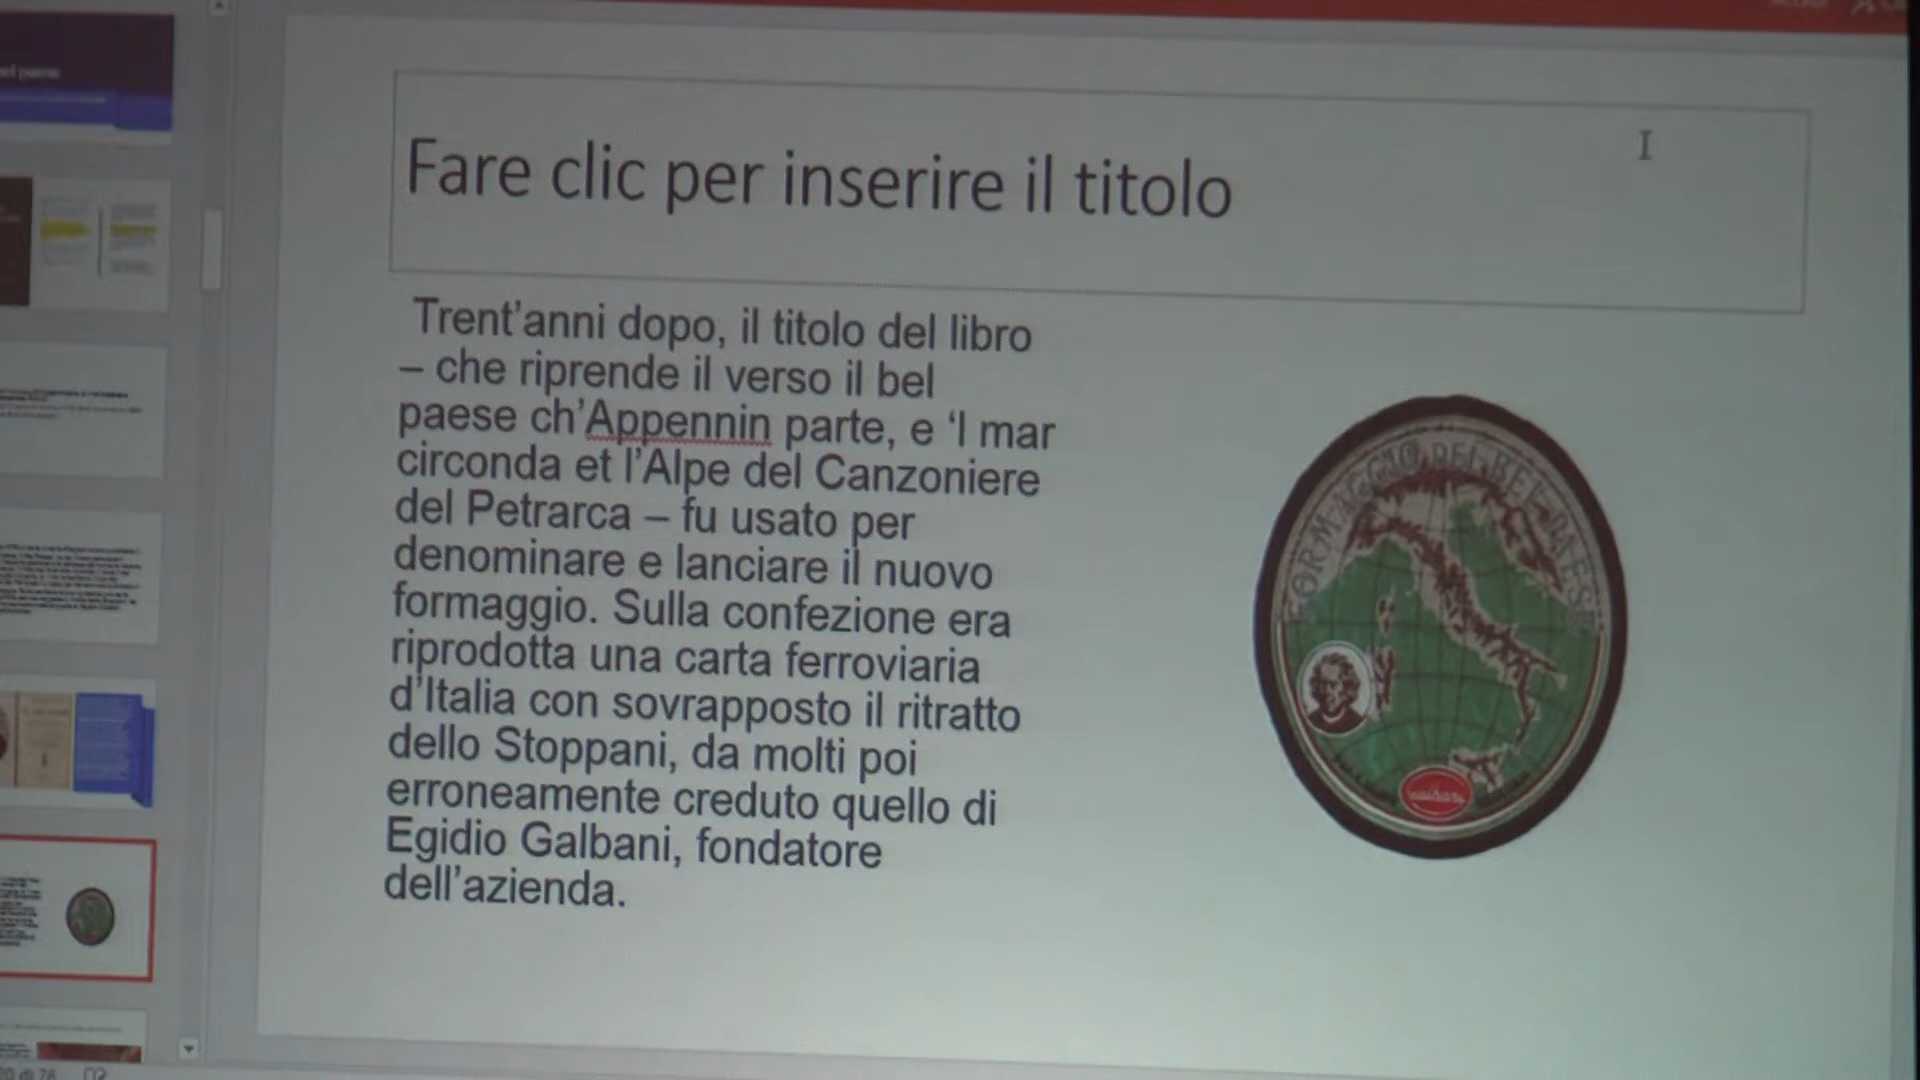 Fare clic per inserire il titolo
Trent’anni dopo, il titolo del libro
– che riprende il verso il bel
paese ch’Appennin parte, e ‘l mar
circonda et l’Alpe del Canzoniere
del Petrarca – fu usato per
denominare e lanciare il nuovo
formaggio. Sulla confezione era
riprodotta una carta ferroviaria
d’Italia con sovrapposto il ritratto
dello Stoppani, da molti poi
erroneamente creduto quello di
Egidio Galbani, fondatore
dell’azienda.
FORMAGGIO DEL BEL PAESE
Galbani